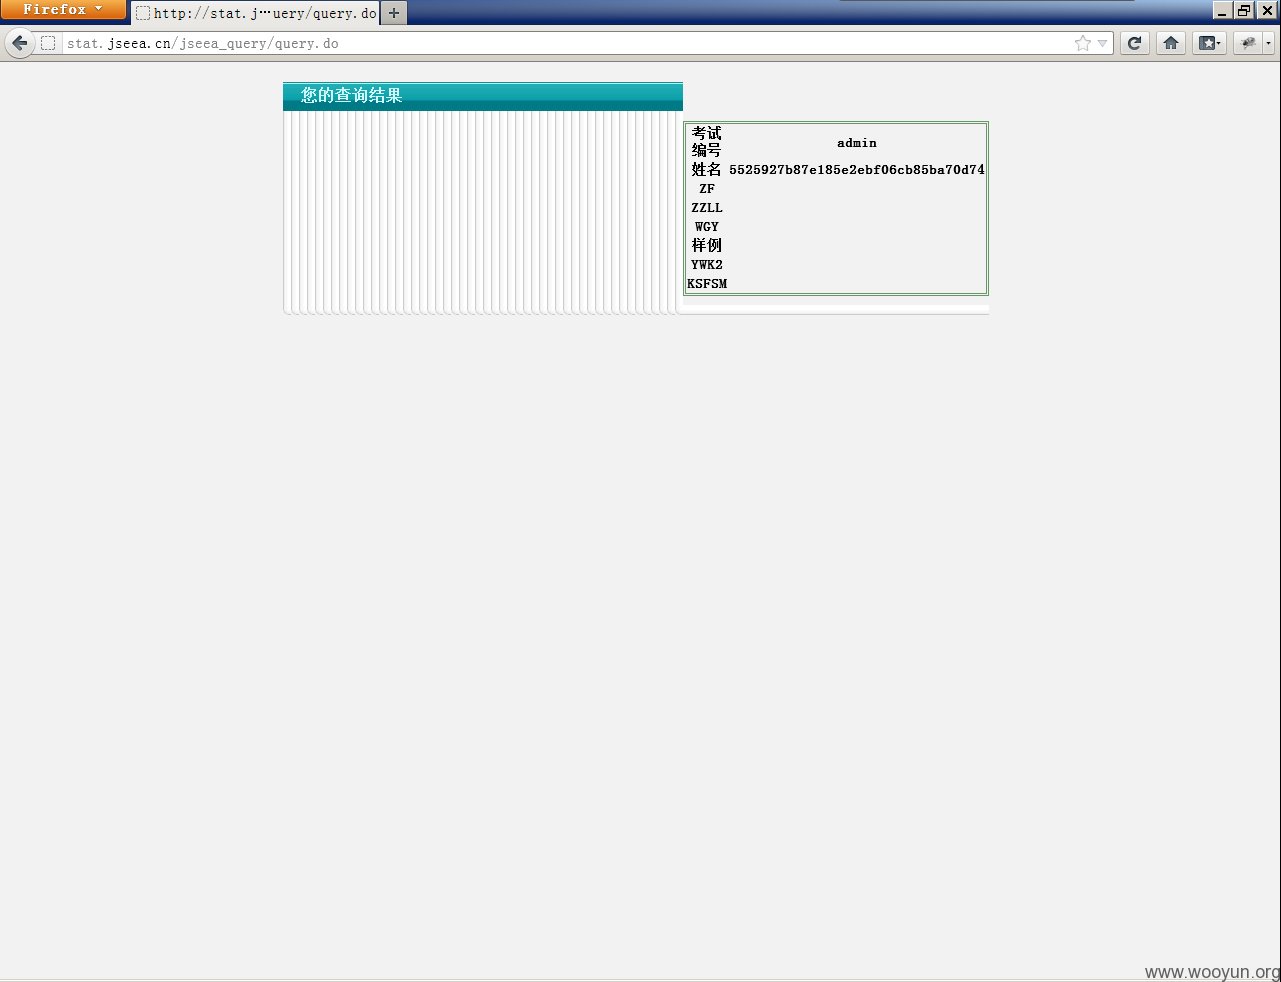 Firefox
http://stat.j…uery/query.do
stat.jseea.cn/jseea_query/query.do
您的查询结果
考试
编号
admin
姓名 5525927b87e185e2ebf06cb85ba70d74
ZF
ZZLL
WGY
样例
YWK2
KSFSM
www.wooyun.org